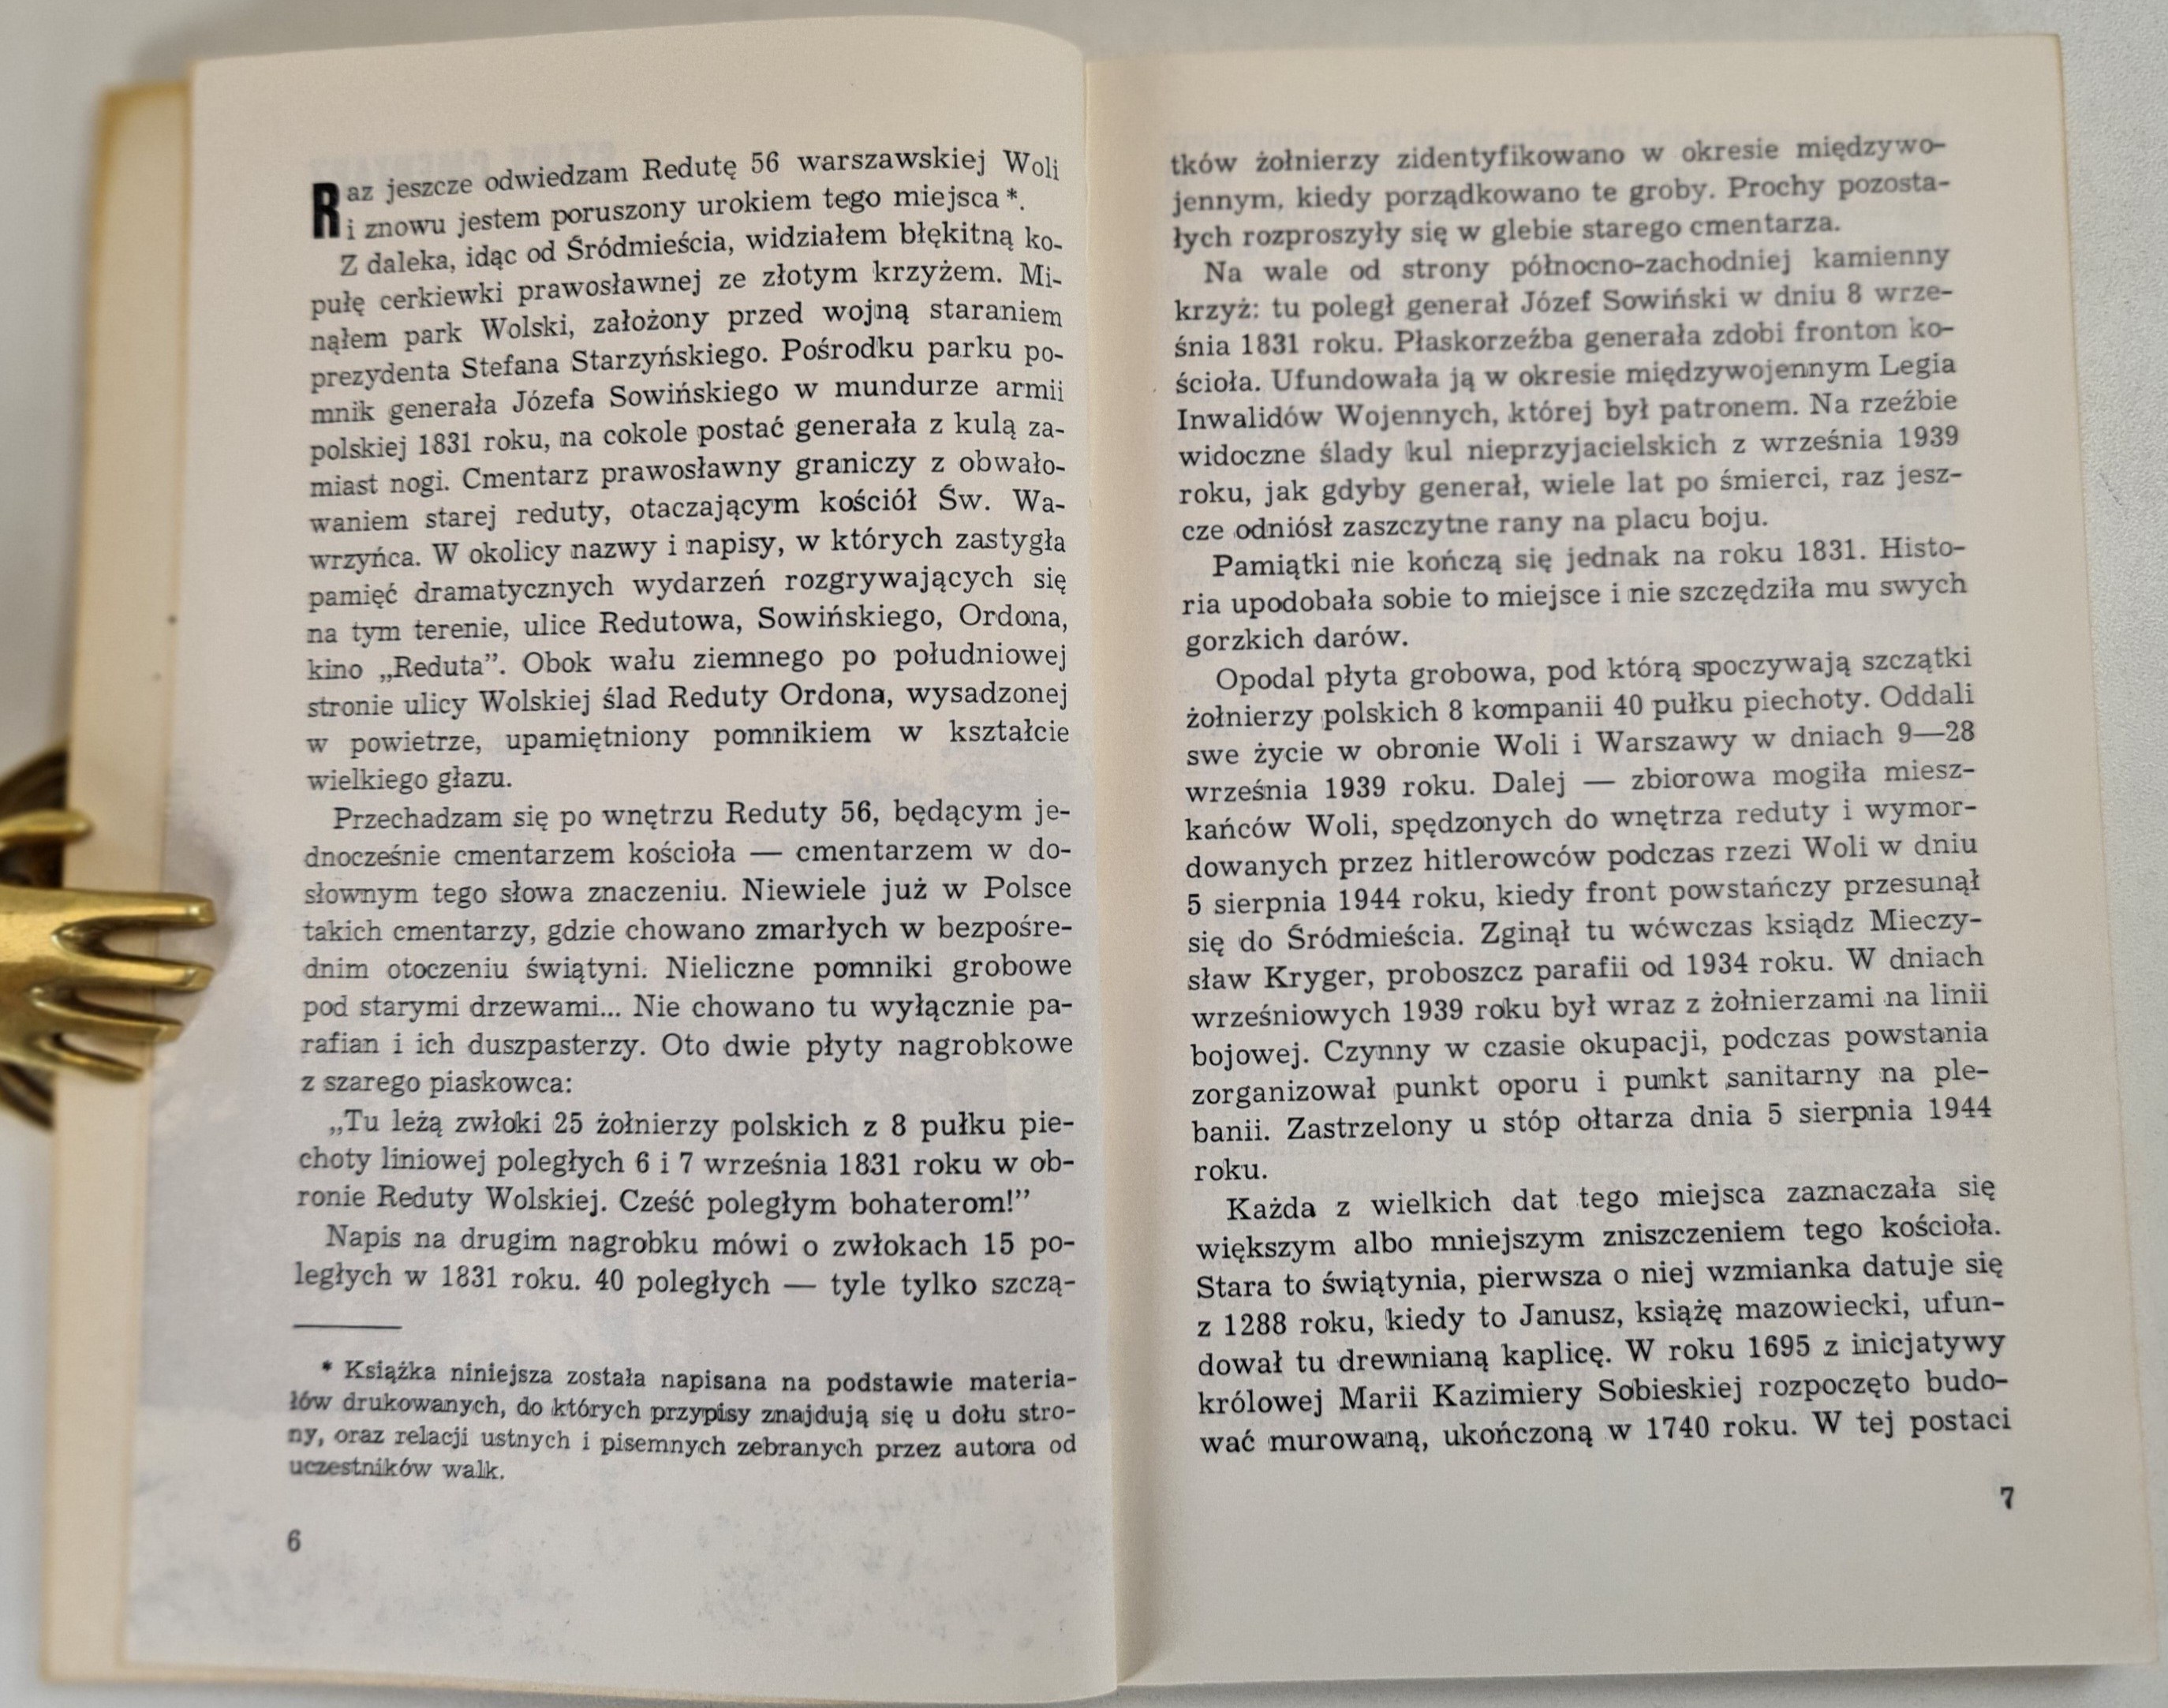 Raz jeszcze odwiedzam Redutę 56 warszawskiej Woli
i znowu jestem poruszony urokiem tego miejsca *.
Z daleka, idąc od Śródmieścia, widziałem błękitną ko-
pułę cerkiewki prawosławnej ze złotym krzyżem. Mi-
nąłem park Wolski, założony przed wojną staraniem
prezydenta Stefana Starzyńskiego. Pośrodku parku po-
mnik generała Józefa Sowińskiego w mundurze armii
polskiej 1831 roku, na cokole postać generała z kulą za-
miast nogi. Cmentarz prawosławny graniczy z obwało-
waniem starej reduty, otaczającym kościół Św. Wa-
wrzyńca. W okolicy nazwy i napisy, w których zastygła
pamięć dramatycznych wydarzeń rozgrywających się
na tym terenie, ulice Redutowa, Sowińskiego, Ordona,
kino „Reduta”. Obok wału ziemnego po południowej
stronie ulicy Wolskiej ślad Reduty Ordona, wysadzonej
w powietrze, upamiętniony pomnikiem w kształcie
wielkiego głazu.
Przechadzam się po wnętrzu Reduty 56, będącym je-
dnocześnie cmentarzem kościoła — cmentarzem w do-
słownym tego słowa znaczeniu. Niewiele już w Polsce
takich cmentarzy, gdzie chowano zmarłych w bezpośre-
dnim otoczeniu świątyni. Nieliczne pomniki grobowe
pod starymi drzewami... Nie chowano tu wyłącznie pa-
rafian i ich duszpasterzy. Oto dwie płyty nagrobkowe
z szarego piaskowca:
„Tu leżą zwłoki 25 żołnierzy polskich z 8 pułku pie-
choty liniowej poległych 6 i 7 września 1831 roku w ob-
ronie Reduty Wolskiej. Cześć poległym bohaterom!”
Napis na drugim nagrobku mówi o zwłokach 15 po-
ległych w 1831 roku. 40 poległych — tyle tylko szczą-
* Książka niniejsza została napisana na podstawie materia-
łów drukowanych, do których przypisy znajdują się u dołu stro-
ny, oraz relacji ustnych i pisemnych zebranych przez autora od
uczestników walk.
6
tków żołnierzy zidentyfikowano w okresie międzywo-
jennym, kiedy porządkowano te groby. Prochy pozosta-
łych rozproszyły się w glebie starego cmentarza.
Na wale od strony północno-zachodniej kamienny
krzyż: tu poległ generał Józef Sowiński w dniu 8 wrze-
śnia 1831 roku. Płaskorzeźba generała zdobi fronton ko-
ścioła. Ufundowała ją w okresie międzywojennym Legia
Inwalidów Wojennych, której był patronem. Na rzeźbie
widoczne ślady kul nieprzyjacielskich z września 1939
roku, jak gdyby generał, wiele lat po śmierci, raz jesz-
cze odniósł zaszczytne rany na placu boju.
Pamiątki nie kończą się jednak na roku 1831. Histo-
ria upodobała sobie to miejsce i nie szczędziła mu swych
gorzkich darów.
Opodal płyta grobowa, pod którą spoczywają szczątki
żołnierzy polskich 8 kompanii 40 pułku piechoty. Oddali
swe życie w obronie Woli i Warszawy w dniach 9—28
września 1939 roku. Dalej — zbiorowa mogiła miesz-
kańców Woli, spędzonych do wnętrza reduty i wymor-
dowanych przez hitlerowców podczas rzezi Woli w dniu
5 sierpnia 1944 roku, kiedy front powstańczy przesunął
się do Śródmieścia. Zginął tu wówczas ksiądz Mieczy-
sław Kryger, proboszcz parafii od 1934 roku. W dniach
wrześniowych 1939 roku był wraz z żołnierzami na linii
bojowej. Czynny w czasie okupacji, podczas powstania
zorganizował punkt oporu i punkt sanitarny na ple-
banii. Zastrzelony u stóp ołtarza dnia 5 sierpnia 1944
roku.
Każda z wielkich dat tego miejsca zaznaczała się
większym albo mniejszym zniszczeniem tego kościoła.
Stara to świątynia, pierwsza o niej wzmianka datuje się
z 1288 roku, kiedy to Janusz, książę mazowiecki, ufun-
dował tu drewnianą kaplicę. W roku 1695 z inicjatywy
królowej Marii Kazimiery Sobieskiej rozpoczęto budo-
wać murowaną, ukończoną w 1740 roku. W tej postaci
7